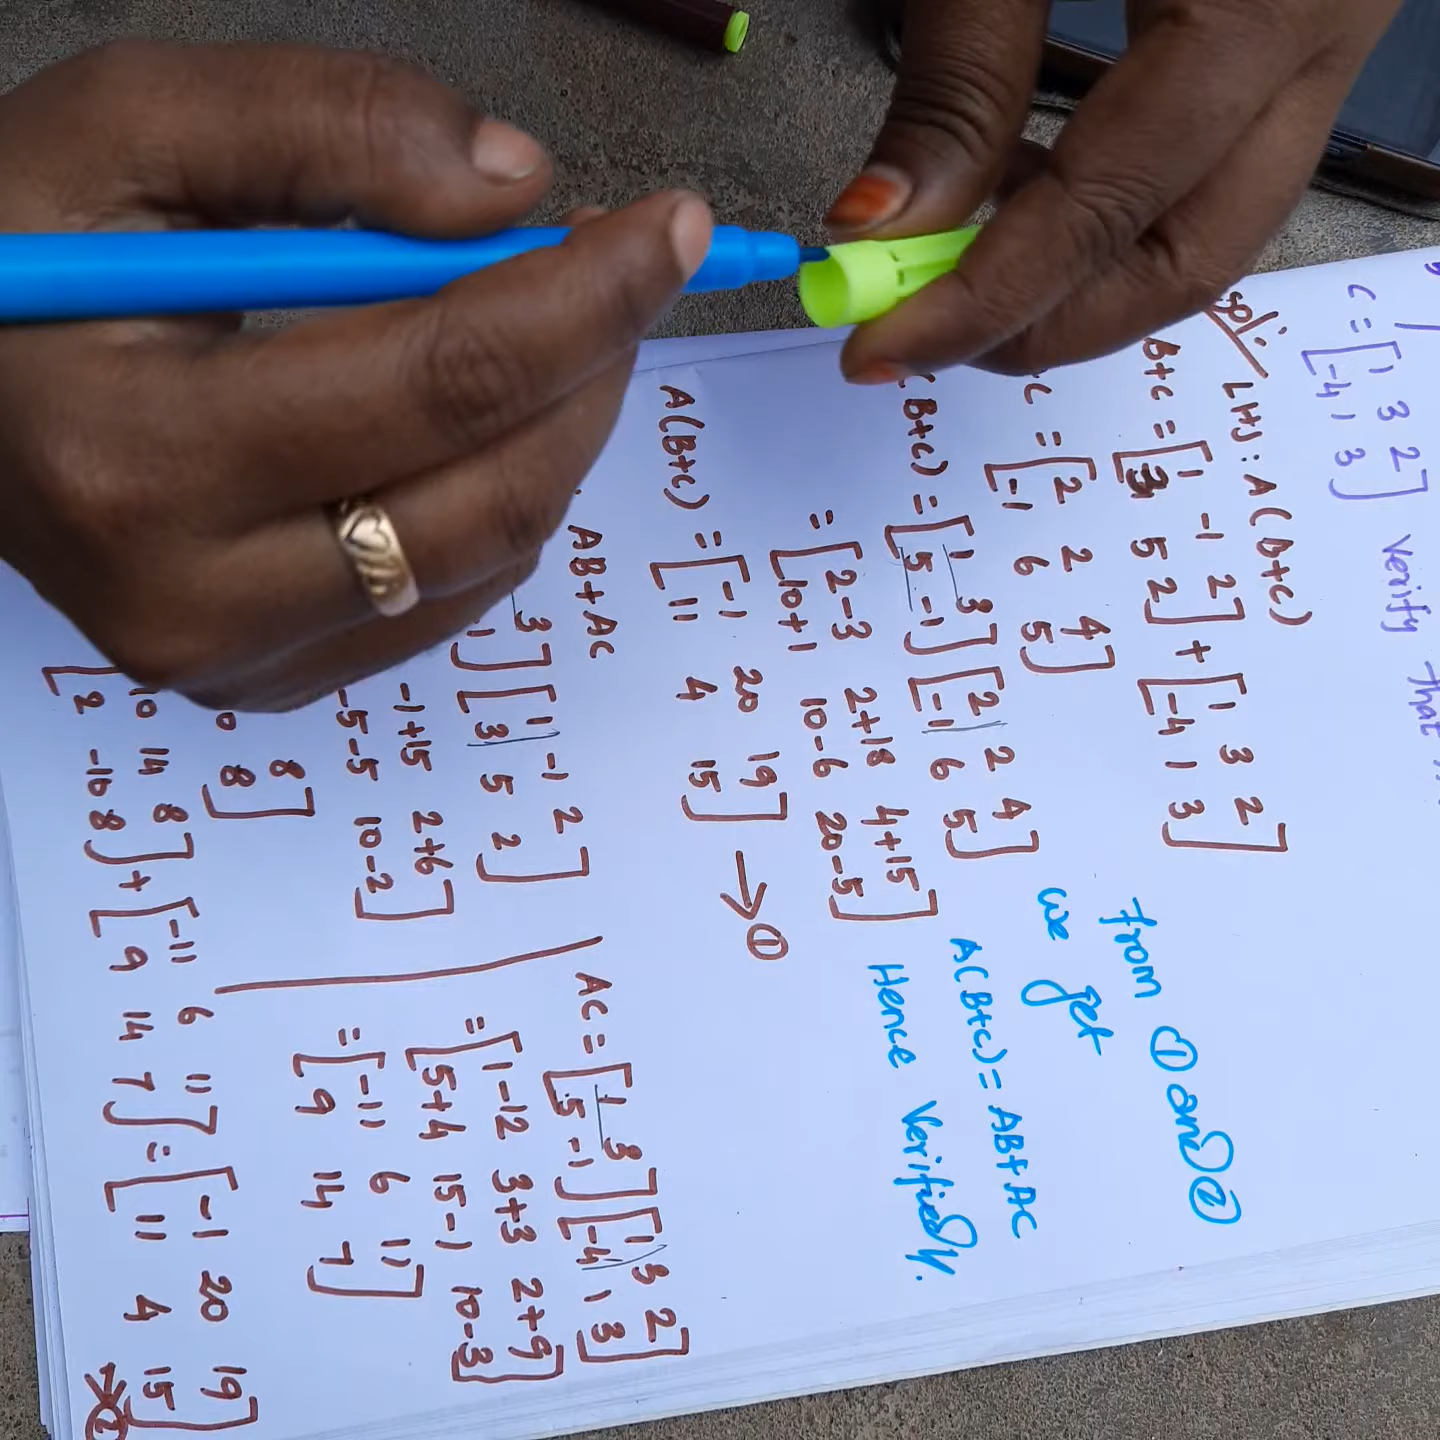 C = [1 3 2
-4 1 3] Verify that
Soln: LHS: A(B+C)
B+C = [1 -1 2
3 5 2] + [1 3 2
-4 1 3]
C = [2 2 4
-1 6 5]
(B+C) = [1 3
5 -1] [2 2 4
-1 6 5]
= [2-3 2+18 4+15
10+1 10-6 20-5]
A(B+C) = [-1 20 19
11 4 15] → ①
From ① and ②
we get
A(B+C) = AB+AC
Hence Verified.
AB+AC
3
-1] [1 -1 2
3 5 2]
-1+15 2+6
-5-5 10-2]
8
8]
AC = [1 3
5 -1] [1 3 2
-4 1 3]
= [1-12 3+3 2+9
5+4 15-1 10-3]
= [-11 6 11
9 14 7]
10 14 8
[2 -10 8] + [-11 6 11
9 14 7] = [-1 20 19
11 4 15] → ②